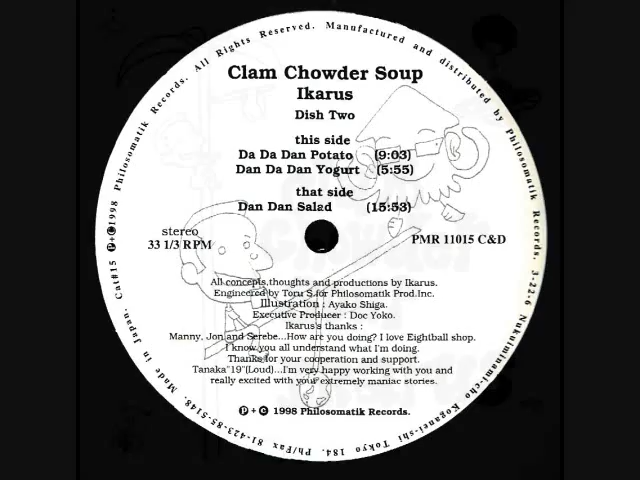 Clam Chowder Soup
Ikarus
Dish Two
this side
Da Da Dan Potato (9:03)
Dan Da Dan Yogurt (5:55)
that side
Dan Dan Salad (15:53)
stereo
33 1/3 RPM
PMR 11015 C&D
All concepts,thoughts and productions by Ikarus.
Engineered by Toru S.for Philosomatik Prod.Inc.
Illustration : Ayako Shiga.
Executive Producer : Doc Yoko.
Ikarus's thanks :
Manny, Jon and Serebe...How are you doing? I love Eightball shop.
I know you all understand what I'm doing.
Thanks for your cooperation and support.
Tanaka"19"(Loud)...I'm very happy working with you and
really excited with your extremely maniac stories.
℗ + © 1998 Philosomatik Records.
Made in Japan. Cat#15 ℗+©1998 Philosomatik Records. All Rights Reserved. Manufactured and distributed by Philosomatik Records. 3-22-6 Nukuimimami-cho Koganei-shi Tokyo 184. Ph/Fax 81-423-85-5148.